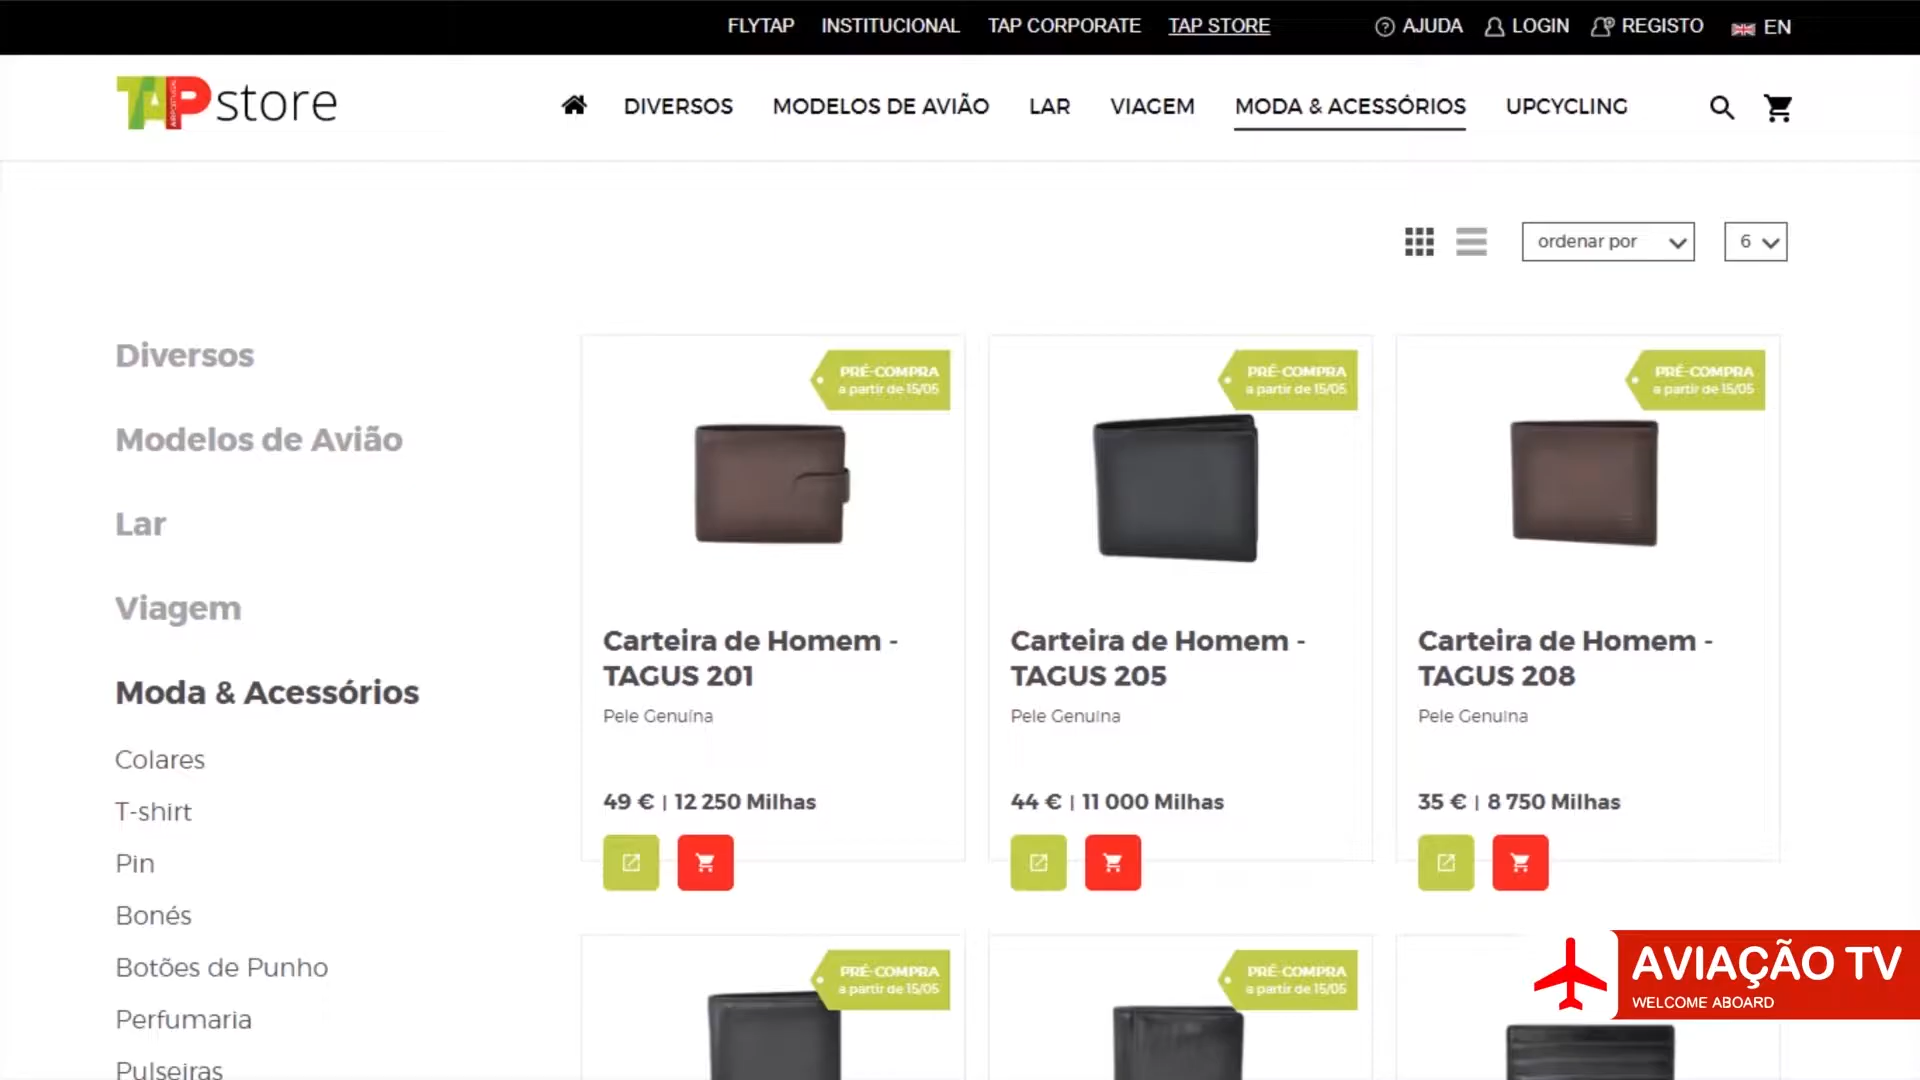 FLYTAP INSTITUCIONAL TAP CORPORATE TAP STORE AJUDA LOGIN REGISTO EN
TAP store
DIVERSOS MODELOS DE AVIÃO LAR VIAGEM MODA & ACESSÓRIOS UPCYCLING
ordenar por 6
Diversos
Modelos de Avião
Lar
Viagem
Moda & Acessórios
Colares
T-shirt
Pin
Bonés
Botões de Punho
Perfumaria
Pulseiras
PRÉ-COMPRA
a partir de 15/05
Carteira de Homem -
TAGUS 201
Pele Genuína
49 € | 12 250 Milhas
PRÉ-COMPRA
a partir de 15/05
Carteira de Homem -
TAGUS 205
Pele Genuína
44 € | 11 000 Milhas
PRÉ-COMPRA
a partir de 15/05
Carteira de Homem -
TAGUS 208
Pele Genuína
35 € | 8 750 Milhas
PRÉ-COMPRA
a partir de 15/05
PRÉ-COMPRA
a partir de 15/05
AVIAÇÃO TV
WELCOME ABOARD